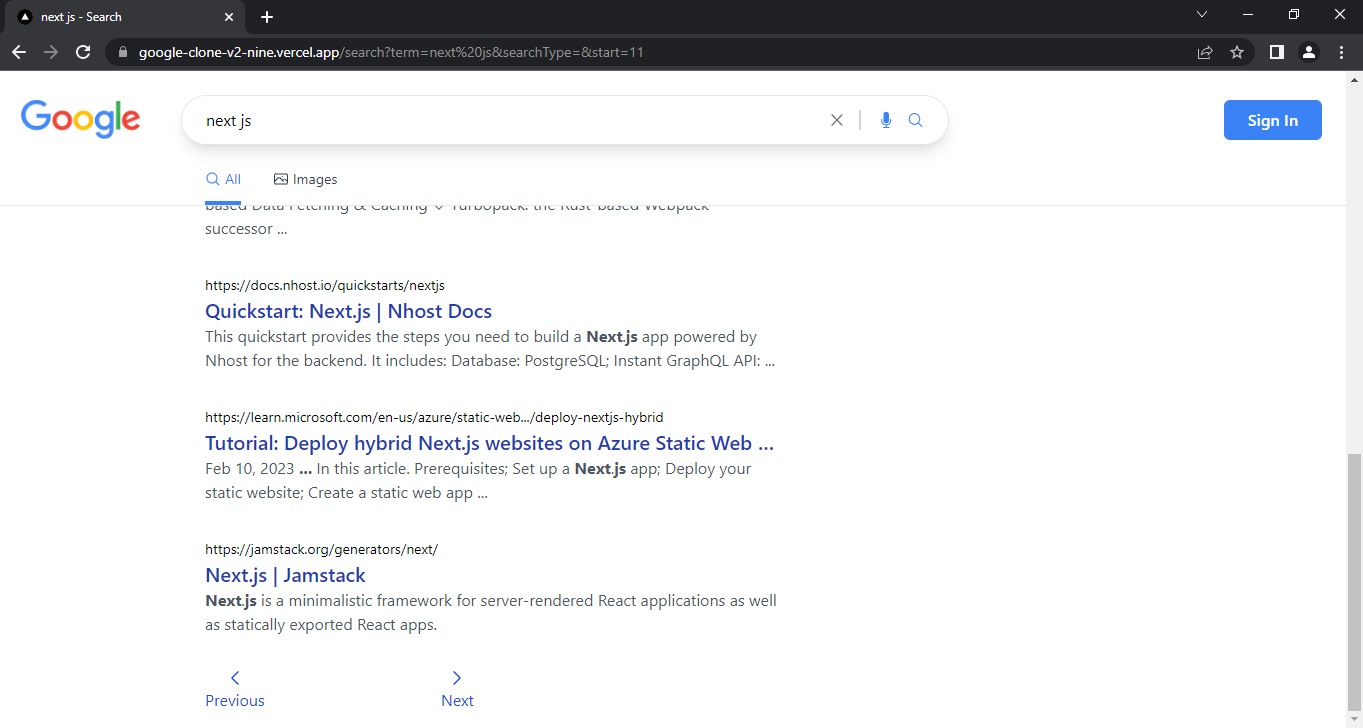 next js - Search
google-clone-v2-nine.vercel.app/search?term=next%20js&searchType=&start=11
Google
next js
Sign In
All
Images
based Data Fetching & Caching ⌄ Turbopack: the Rust-based Webpack
successor ...
https://docs.nhost.io/quickstarts/nextjs
Quickstart: Next.js | Nhost Docs
This quickstart provides the steps you need to build a Next.js app powered by
Nhost for the backend. It includes: Database: PostgreSQL; Instant GraphQL API: ...
https://learn.microsoft.com/en-us/azure/static-web.../deploy-nextjs-hybrid
Tutorial: Deploy hybrid Next.js websites on Azure Static Web ...
Feb 10, 2023 ... In this article. Prerequisites; Set up a Next.js app; Deploy your
static website; Create a static web app ...
https://jamstack.org/generators/next/
Next.js | Jamstack
Next.js is a minimalistic framework for server-rendered React applications as well
as statically exported React apps.
Previous
Next